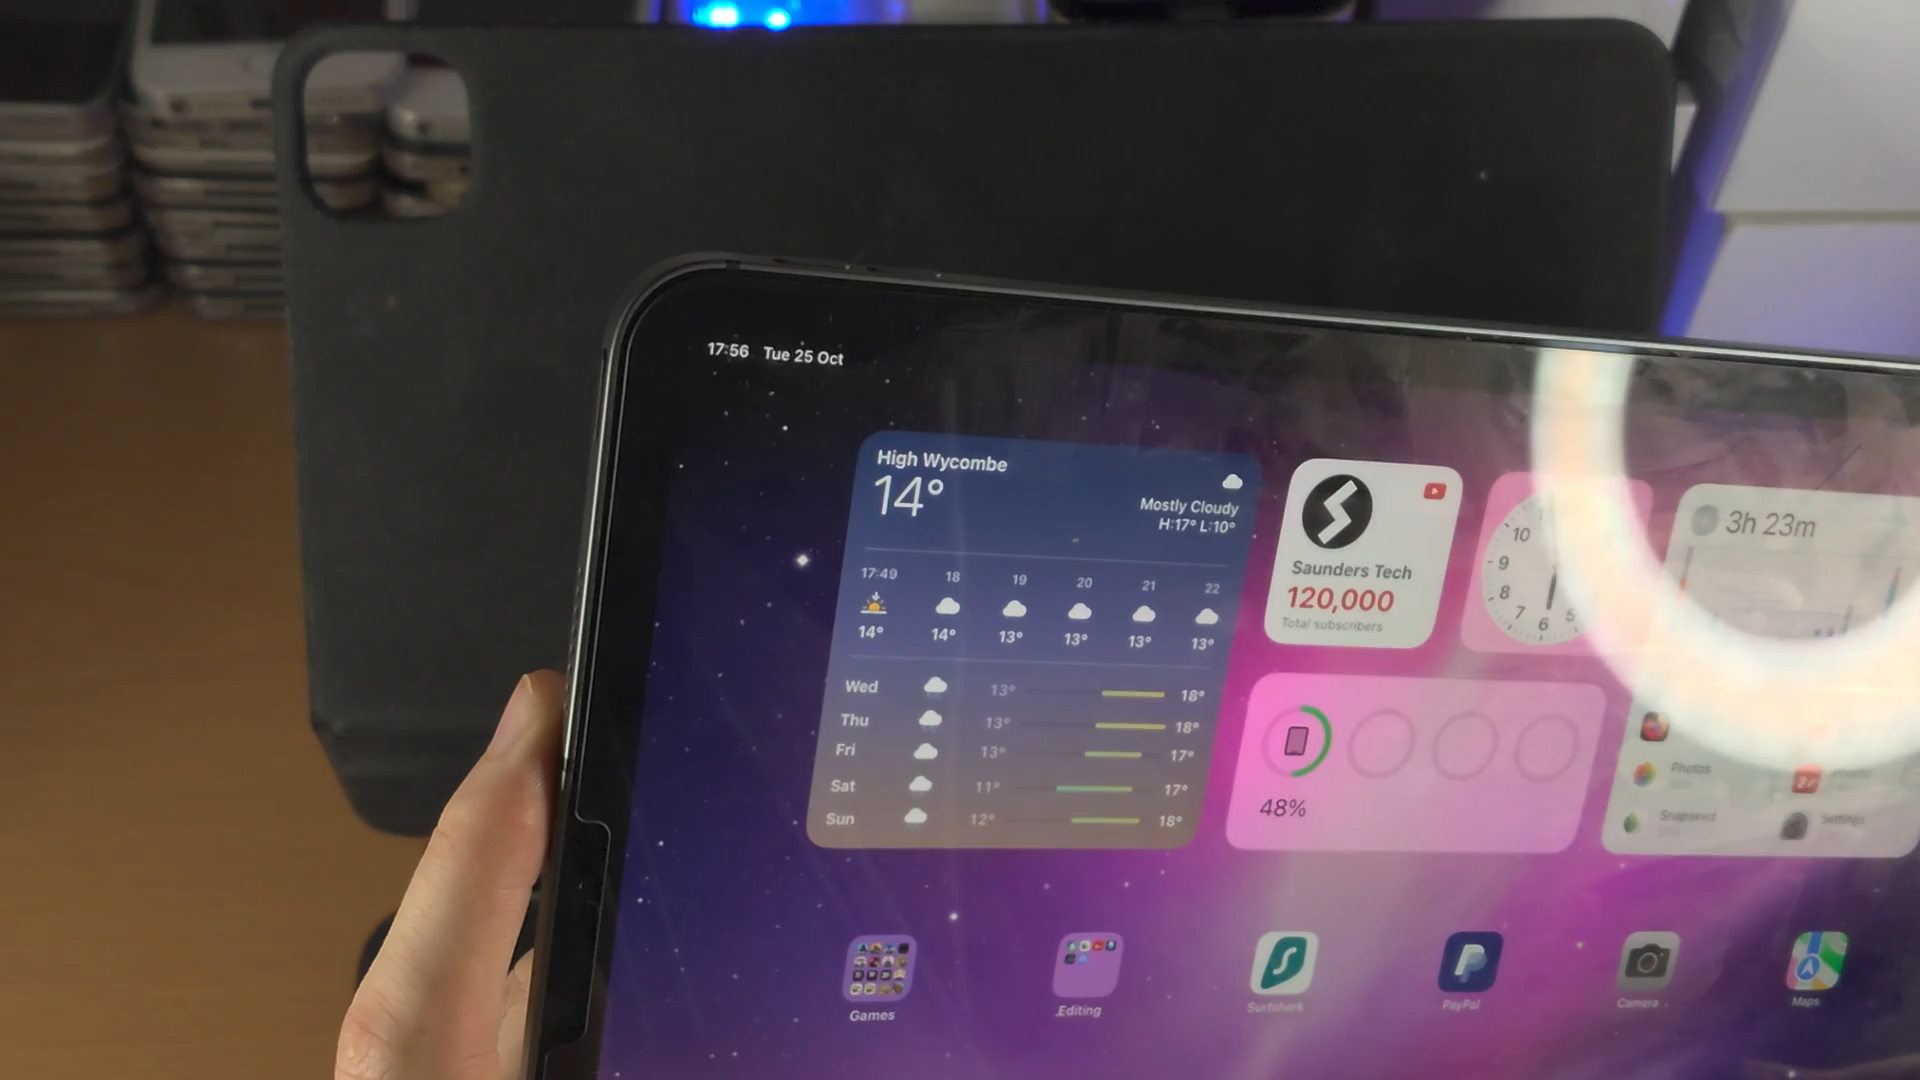 17:56 Tue 25 Oct
High Wycombe
14°
Mostly Cloudy
H:17° L:10°
17:49 18 19 20 21 22
14° 14° 13° 13° 13° 13°
Wed 13° 18°
Thu 13° 18°
Fri 13° 17°
Sat 11° 17°
Sun 12° 18°
Saunders Tech
120,000
Total subscribers
10
9
8
7
6
5
3h 23m
48%
Photos
Snapseed
Settings
Games
Editing
Surfshark
PayPal
Camera
Maps